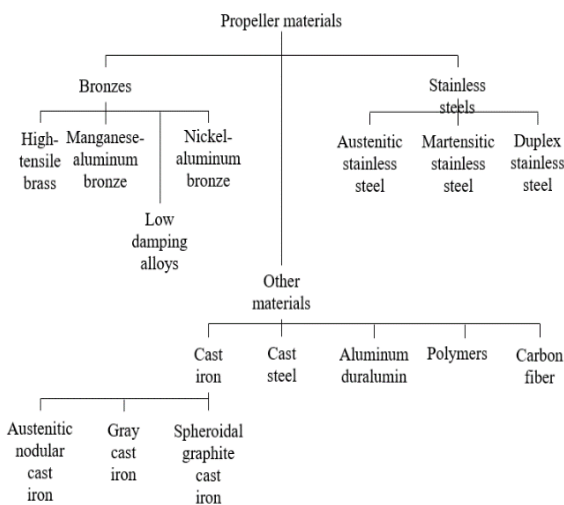 Propeller materials
Bronzes
Stainless
steels
High-
tensile
brass
Manganese-
aluminum
bronze
Nickel-
aluminum
bronze
Low
damping
alloys
Austenitic
stainless
steel
Martensitic
stainless
steel
Duplex
stainless
steel
Other
materials
Cast
iron
Cast
steel
Aluminum
duralumin
Polymers
Carbon
fiber
Austenitic
nodular
cast
iron
Gray
cast
iron
Spheroidal
graphite
cast
iron